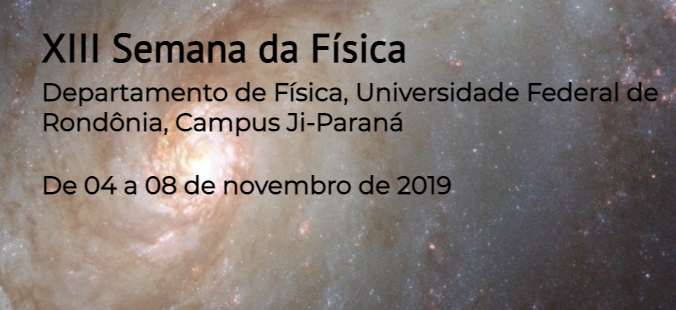 XIII Semana da Física
Departamento de Física, Universidade Federal de
Rondônia, Campus Ji-Paraná
De 04 a 08 de novembro de 2019